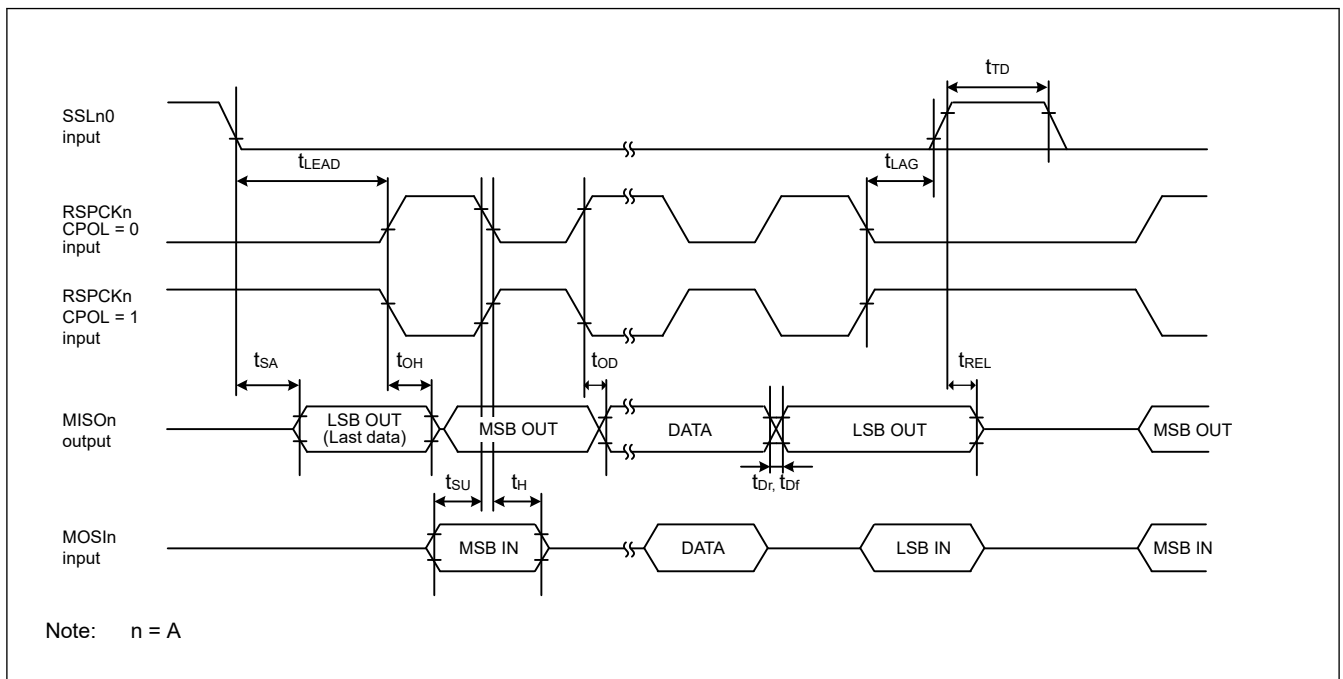 tTD
SSLn0
input
tLEAD
tLAG
RSPCKn
CPOL = 0
input
RSPCKn
CPOL = 1
input
tSA
tOH
tOD
tREL
MISOn
output
LSB OUT
(Last data)
MSB OUT
DATA
LSB OUT
MSB OUT
tSU
tH
tDr, tDf
MOSIn
input
MSB IN
DATA
LSB IN
MSB IN
Note: n = A